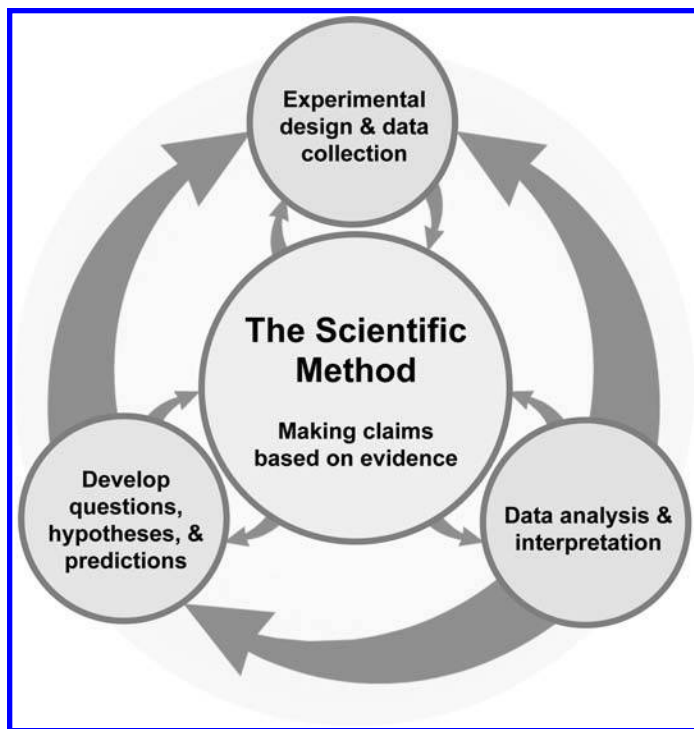 Experimental
design & data
collection
The Scientific
Method
Making claims
based on evidence
Develop
questions,
hypotheses, &
predictions
Data analysis &
interpretation